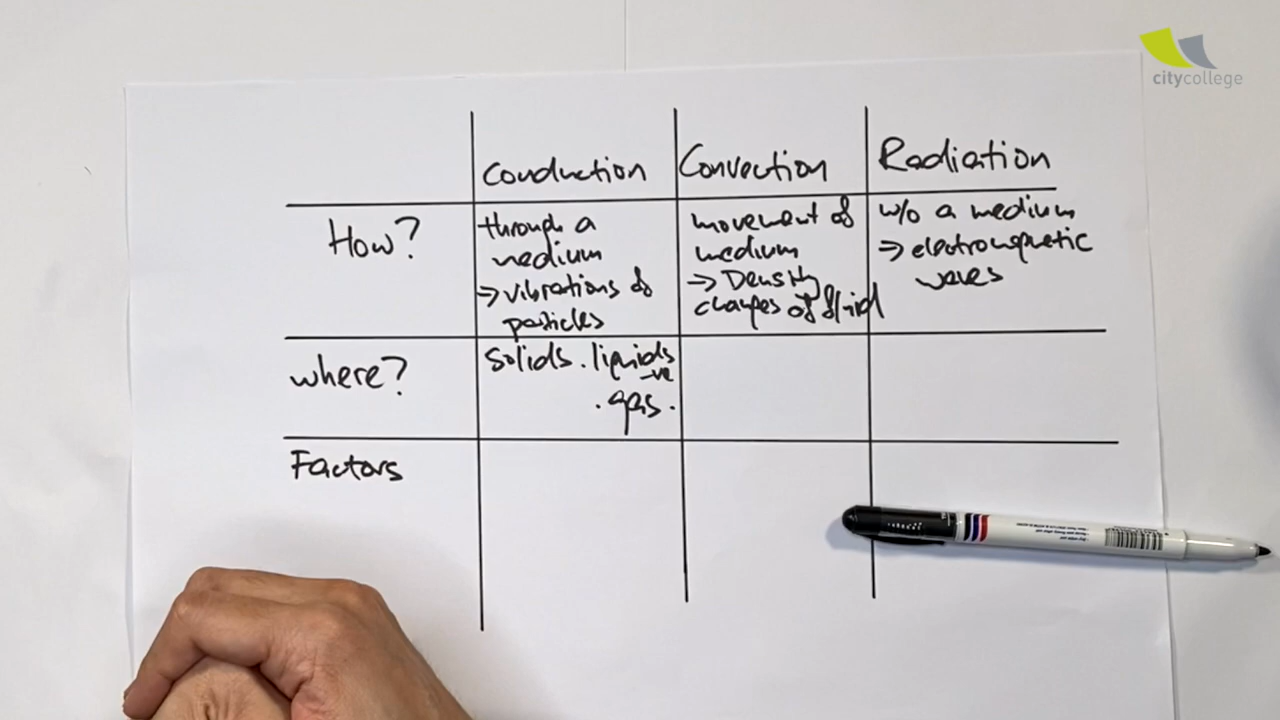 citycollege
Conduction
Convection
Radiation
How?
through a
medium
→ vibrations of
particles
movement of
medium
→ Density
changes of fluid
w/o a medium
⇒ electromagnetic
waves
where?
Solids. liquids
-ve
. gas.
Factors